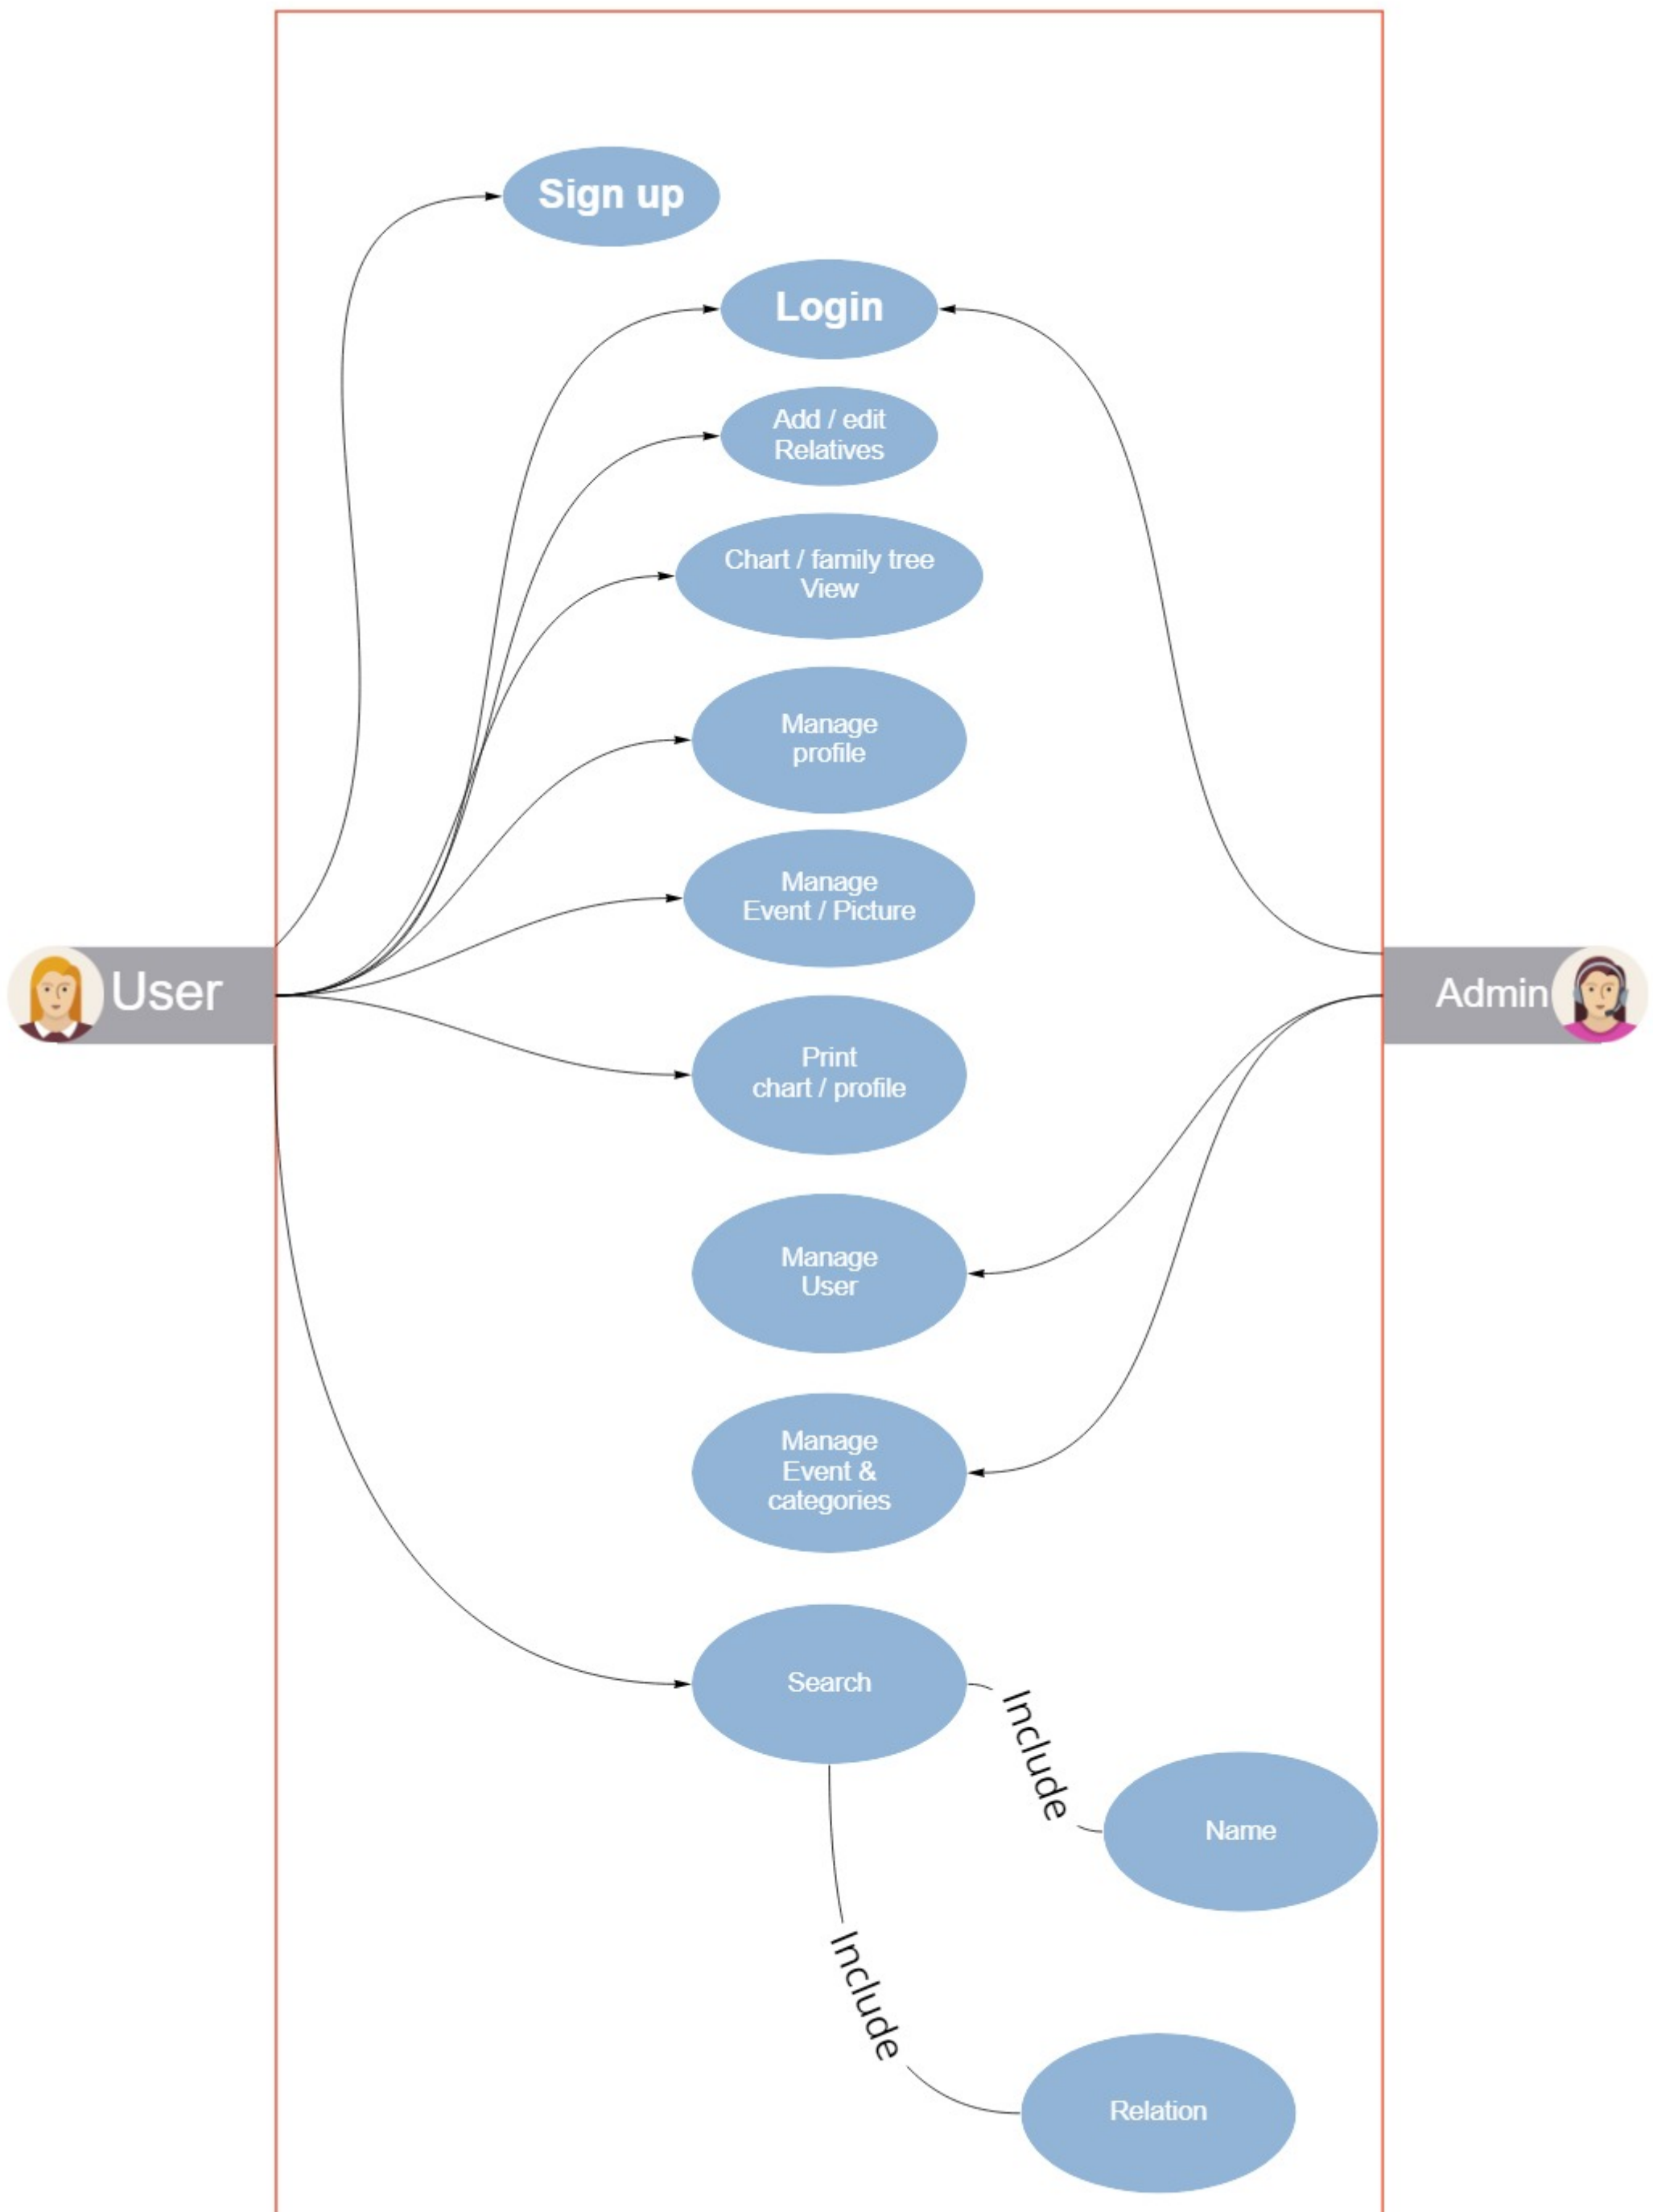 Sign up
Login
Add / edit
Relatives
Chart / family tree
View
Manage
profile
Manage
Event / Picture
User
Admin
Print
chart / profile
Manage
User
Manage
Event &
categories
Search
Include
Name
Include
Relation